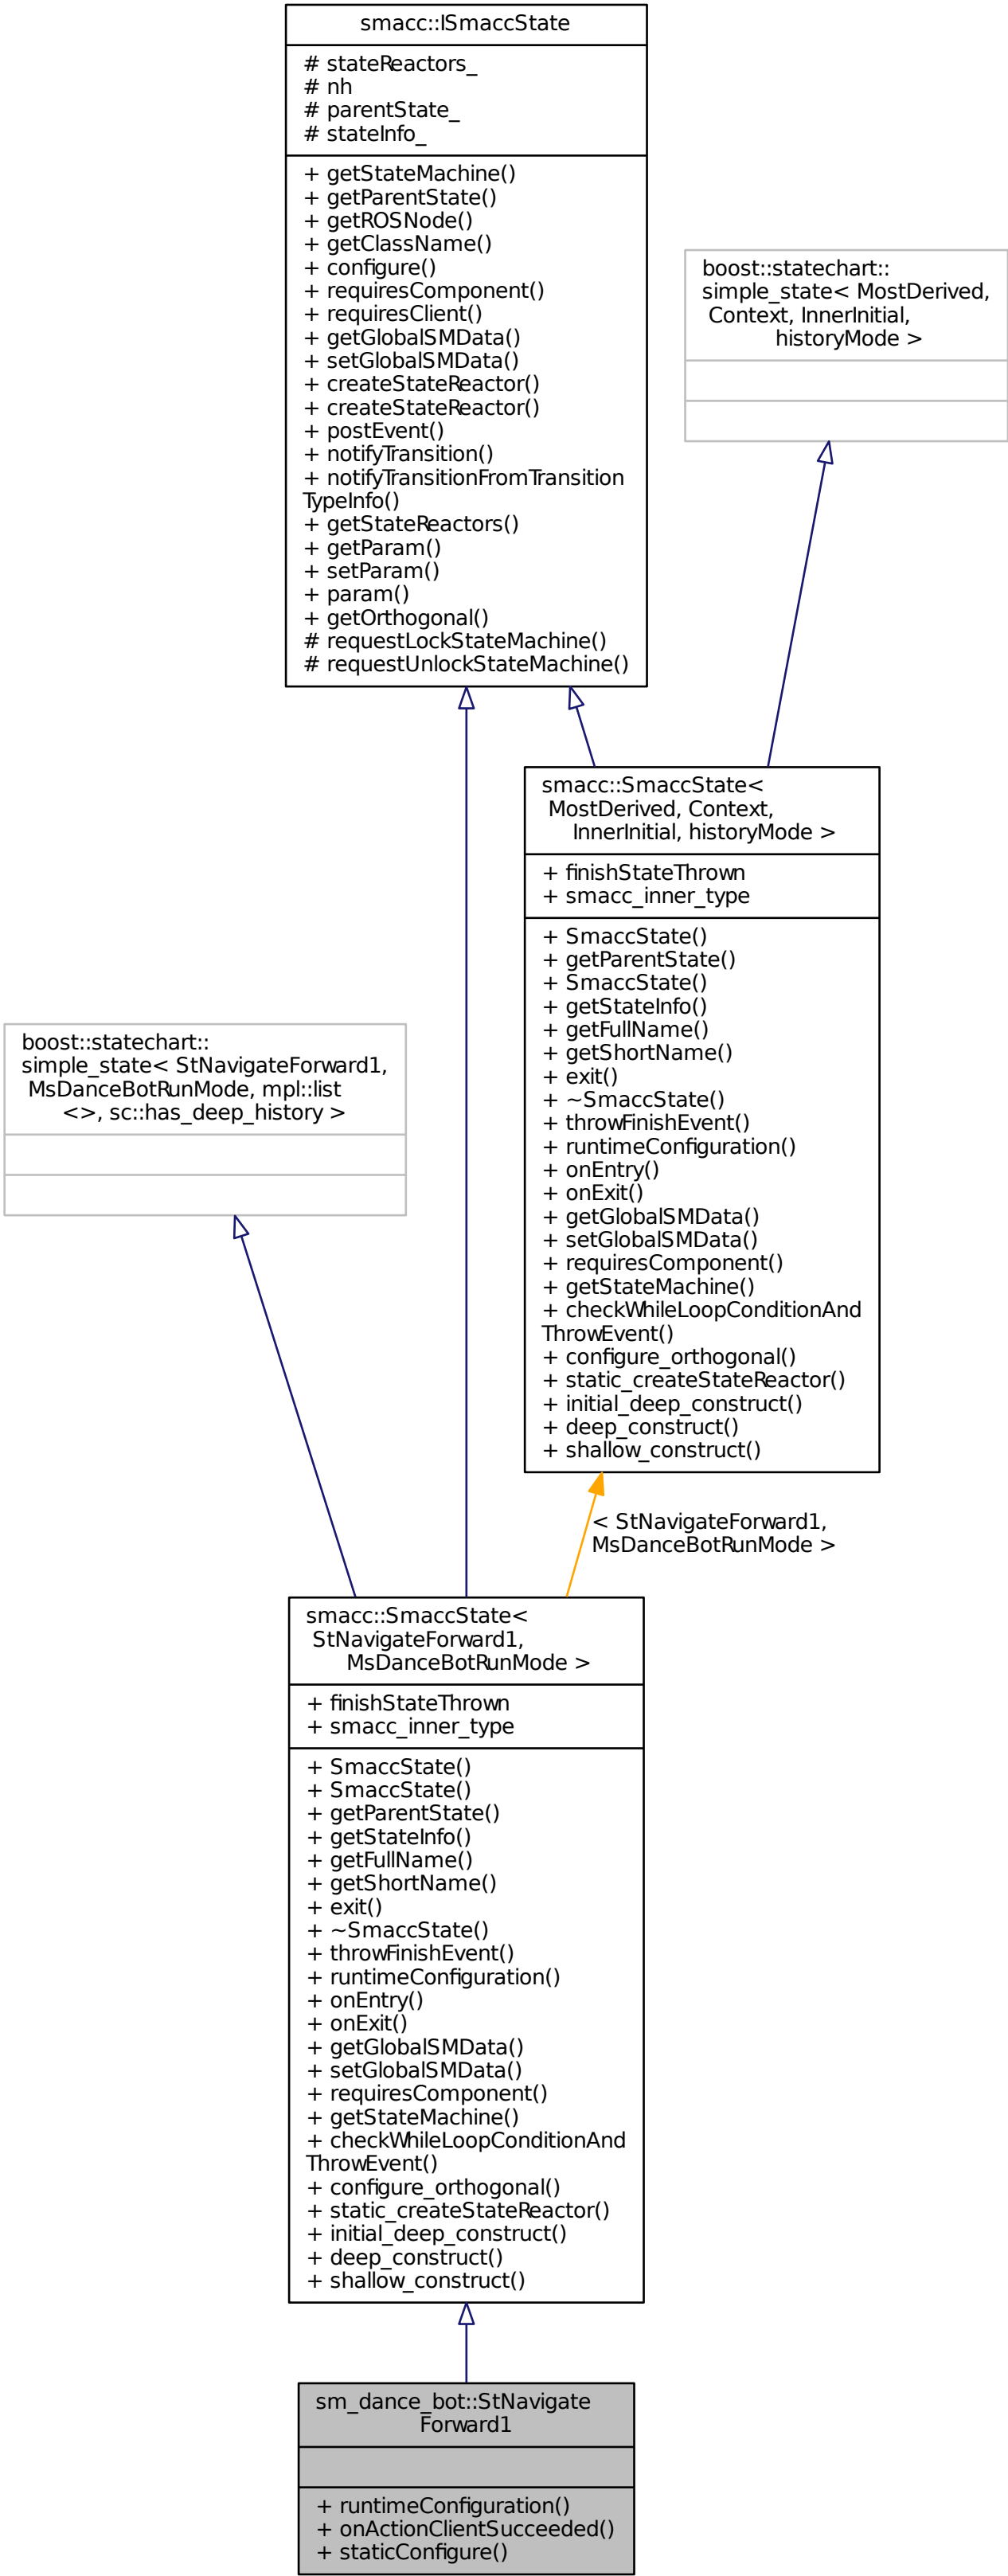 smacc::ISmaccState
# stateReactors_
# nh
# parentState_
# stateInfo_
+ getStateMachine()
+ getParentState()
+ getROSNode()
+ getClassName()
+ configure()
+ requiresComponent()
+ requiresClient()
+ getGlobalSMData()
+ setGlobalSMData()
+ createStateReactor()
+ createStateReactor()
+ postEvent()
+ notifyTransition()
+ notifyTransitionFromTransition
TypeInfo()
+ getStateReactors()
+ getParam()
+ setParam()
+ param()
+ getOrthogonal()
# requestLockStateMachine()
# requestUnlockStateMachine()
boost::statechart::
simple_state< MostDerived,
Context, InnerInitial,
historyMode >
smacc::SmaccState<
MostDerived, Context,
InnerInitial, historyMode >
+ finishStateThrown
+ smacc_inner_type
+ SmaccState()
+ getParentState()
+ SmaccState()
+ getStateInfo()
+ getFullName()
+ getShortName()
+ exit()
+ ~SmaccState()
+ throwFinishEvent()
+ runtimeConfiguration()
+ onEntry()
+ onExit()
+ getGlobalSMData()
+ setGlobalSMData()
+ requiresComponent()
+ getStateMachine()
+ checkWhileLoopConditionAnd
ThrowEvent()
+ configure_orthogonal()
+ static_createStateReactor()
+ initial_deep_construct()
+ deep_construct()
+ shallow_construct()
boost::statechart::
simple_state< StNavigateForward1,
MsDanceBotRunMode, mpl::list
<>, sc::has_deep_history >
< StNavigateForward1,
MsDanceBotRunMode >
smacc::SmaccState<
StNavigateForward1,
MsDanceBotRunMode >
+ finishStateThrown
+ smacc_inner_type
+ SmaccState()
+ SmaccState()
+ getParentState()
+ getStateInfo()
+ getFullName()
+ getShortName()
+ exit()
+ ~SmaccState()
+ throwFinishEvent()
+ runtimeConfiguration()
+ onEntry()
+ onExit()
+ getGlobalSMData()
+ setGlobalSMData()
+ requiresComponent()
+ getStateMachine()
+ checkWhileLoopConditionAnd
ThrowEvent()
+ configure_orthogonal()
+ static_createStateReactor()
+ initial_deep_construct()
+ deep_construct()
+ shallow_construct()
sm_dance_bot::StNavigate
Forward1
+ runtimeConfiguration()
+ onActionClientSucceeded()
+ staticConfigure()